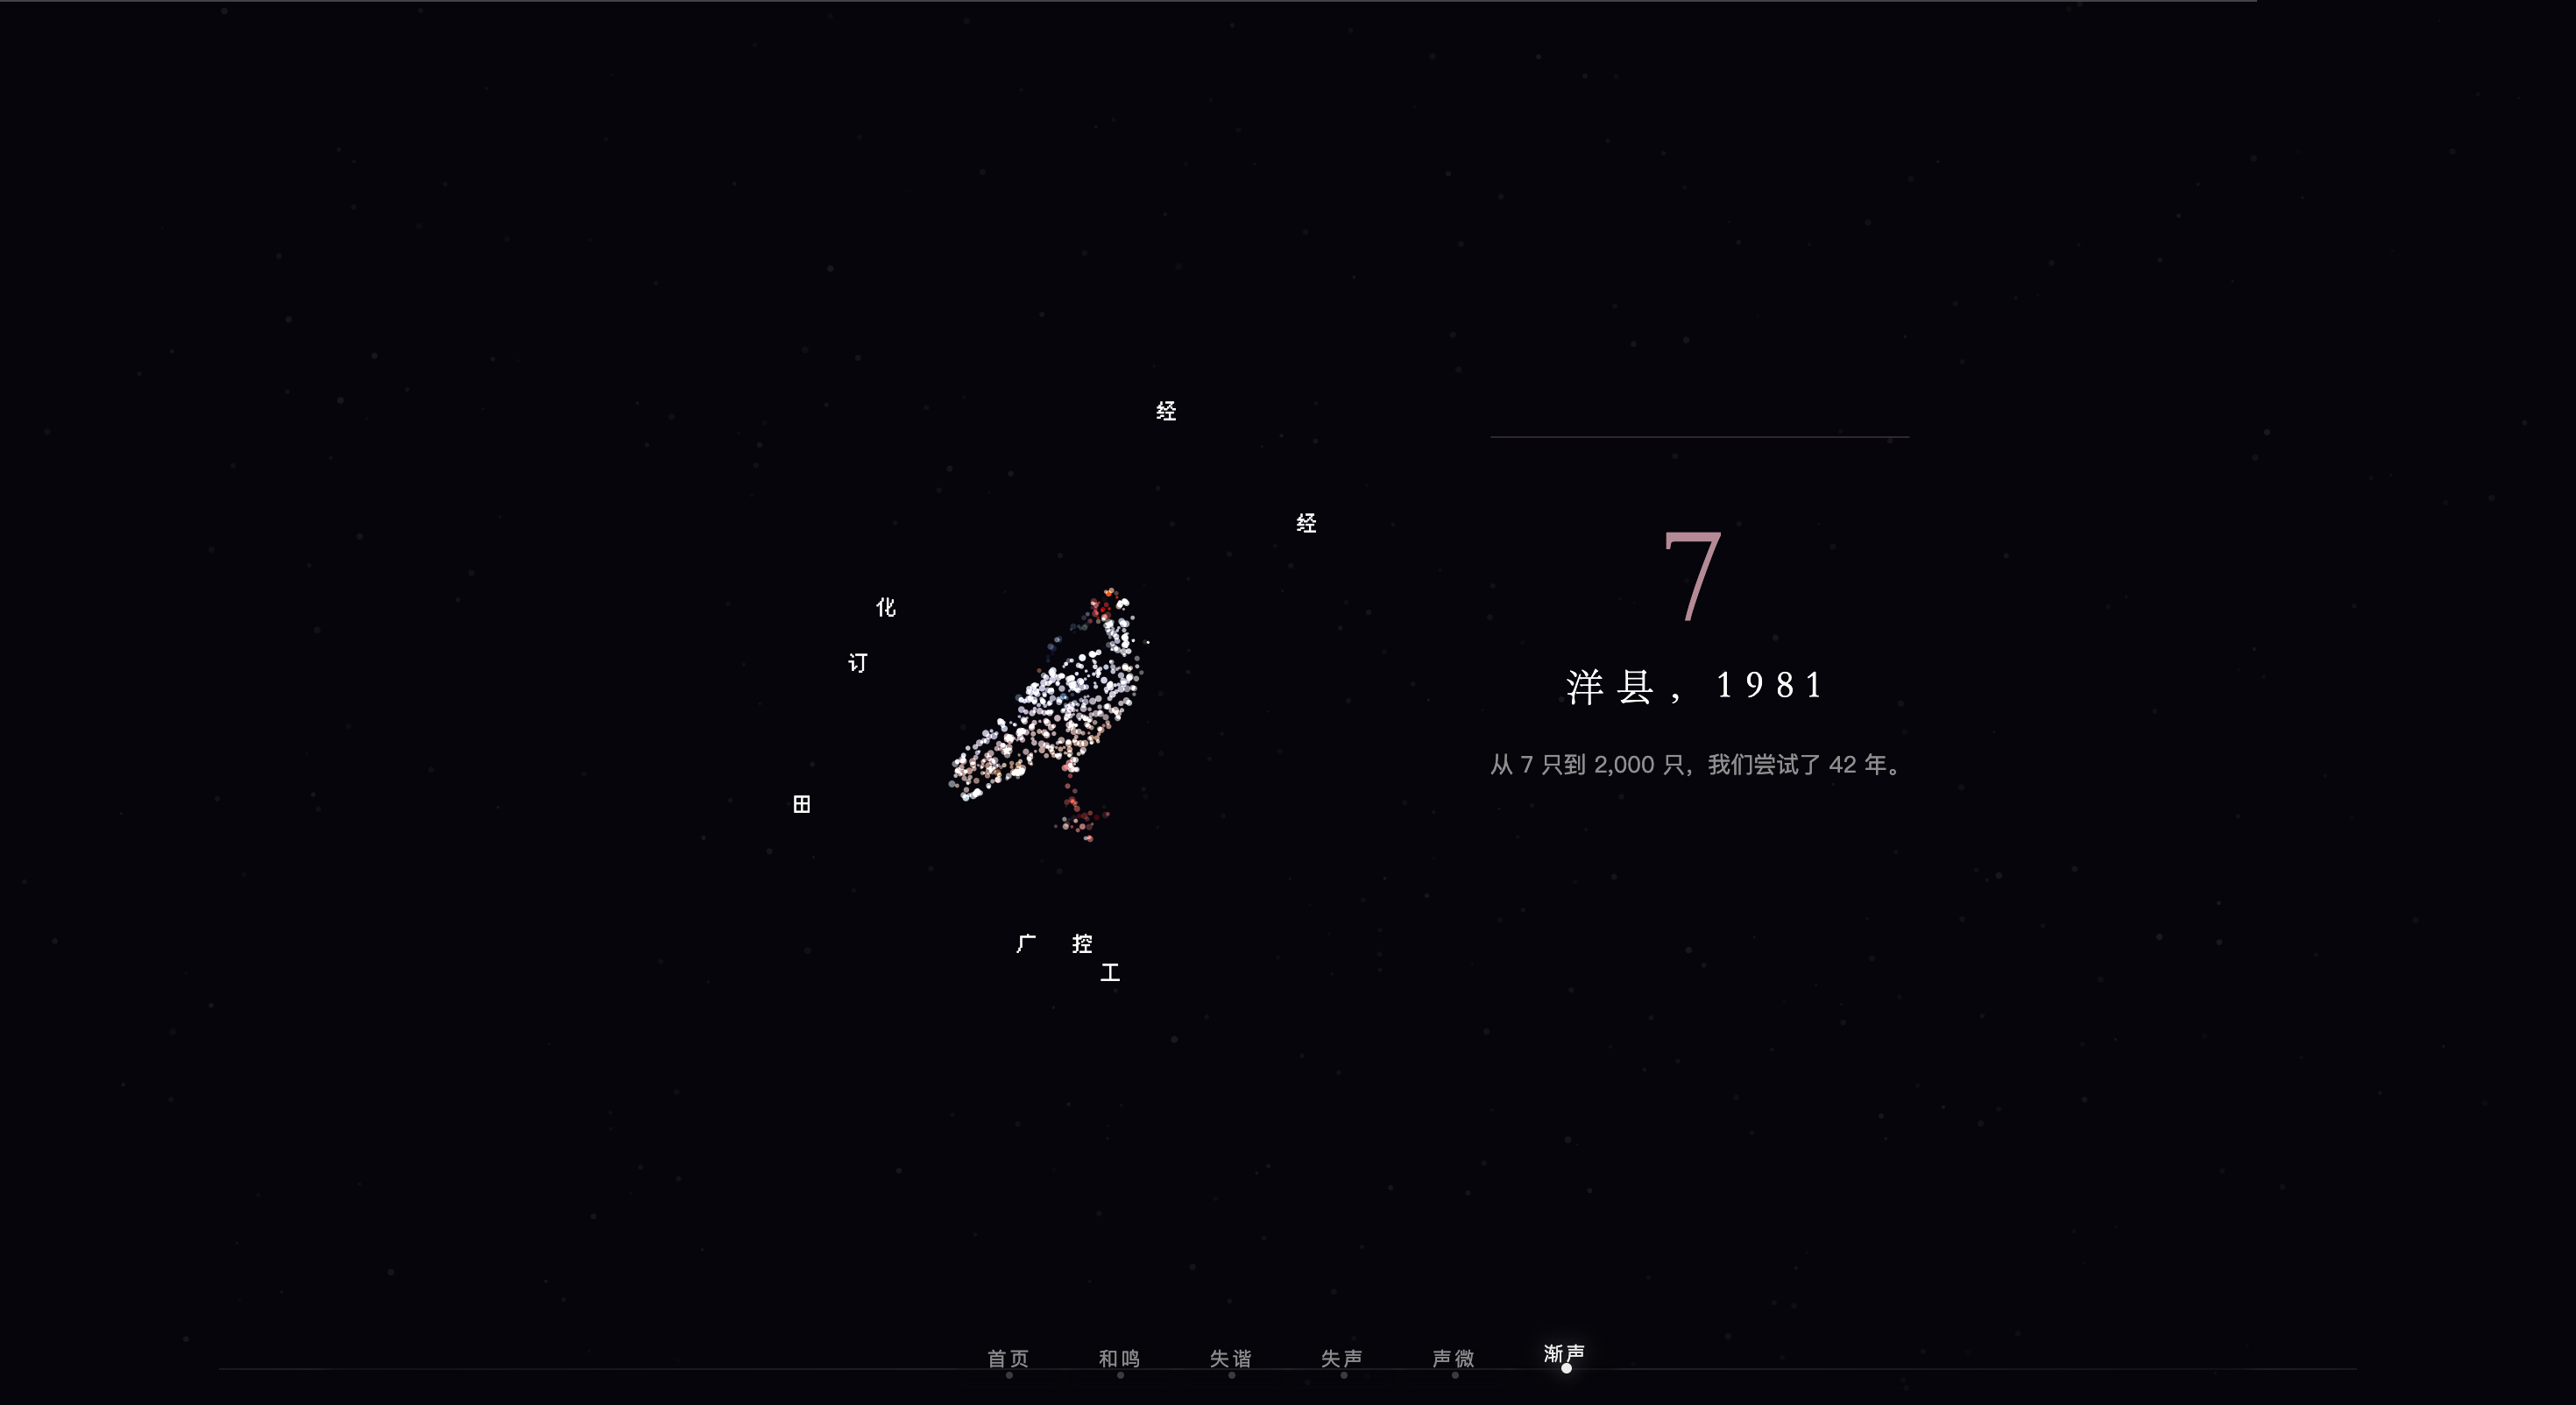 经
经
7
化
订
洋县, 1981
从 7 只到 2,000 只，我们尝试了 42 年。
田
广 控
工
首页 和鸣 失谐 失声 声微 渐声